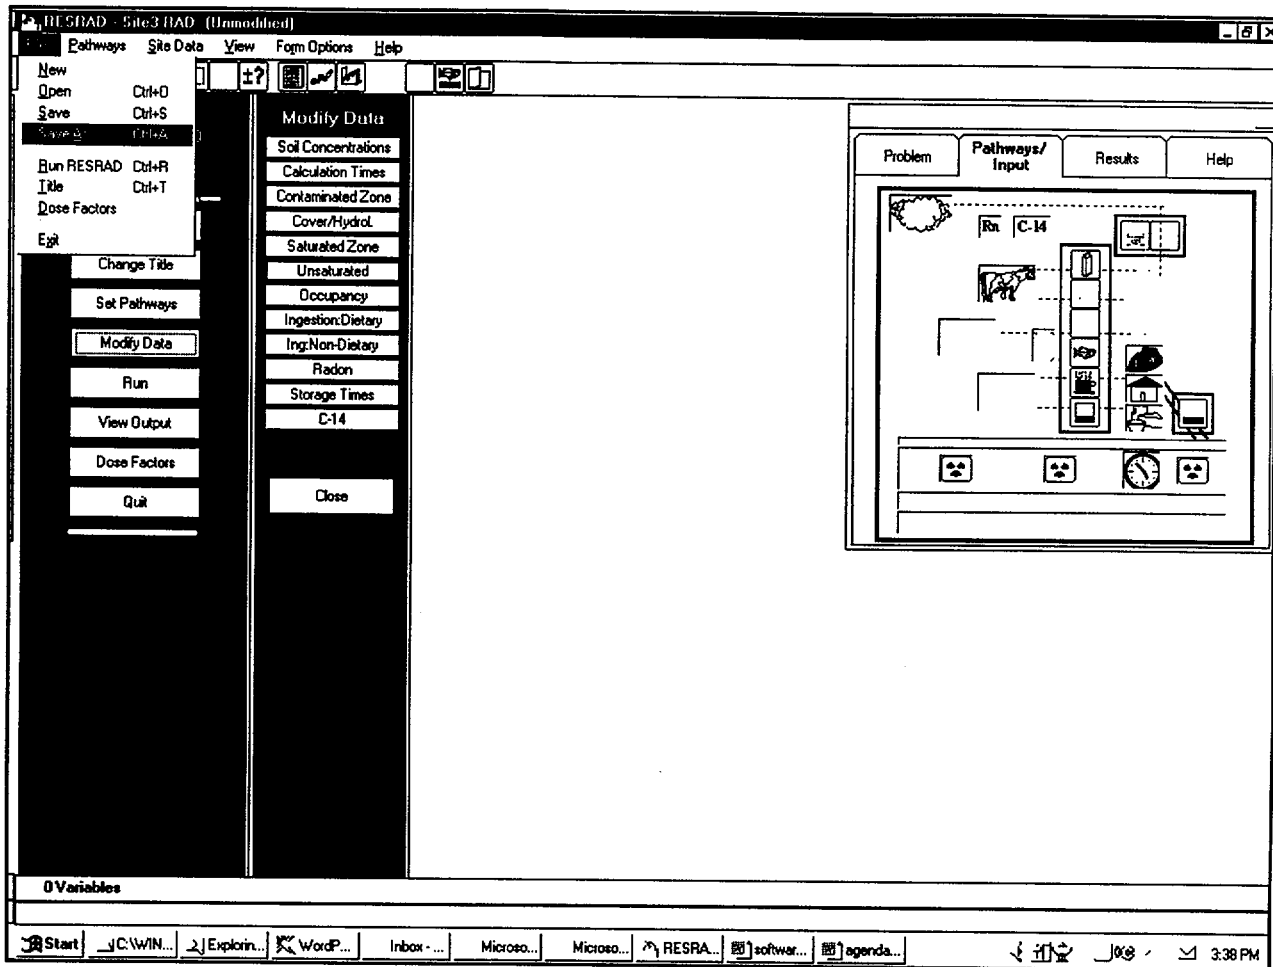 RESRAD - Site3.RAD (Unmodified)
Pathways Site Data View Form Options Help
New
Open Ctrl+O
Save Ctrl+S
Save As Ctrl+A
Run RESRAD Ctrl+R
Title Ctrl+T
Dose Factors
Exit
±?
Change Title
Set Pathways
Modify Data
Run
View Output
Dose Factors
Quit
Modify Data
Soil Concentrations
Calculation Times
Contaminated Zone
Cover/Hydrol.
Saturated Zone
Unsaturated
Occupancy
Ingestion:Dietary
Ing:Non-Dietary
Radon
Storage Times
C-14
Close
Problem
Pathways/
Input
Results
Help
Rn C-14
0 Variables
Start C:\WIN... Explorin... WordP... Inbox - ... Microso... Microso... RESRA... softwar... agenda... 3:38 PM